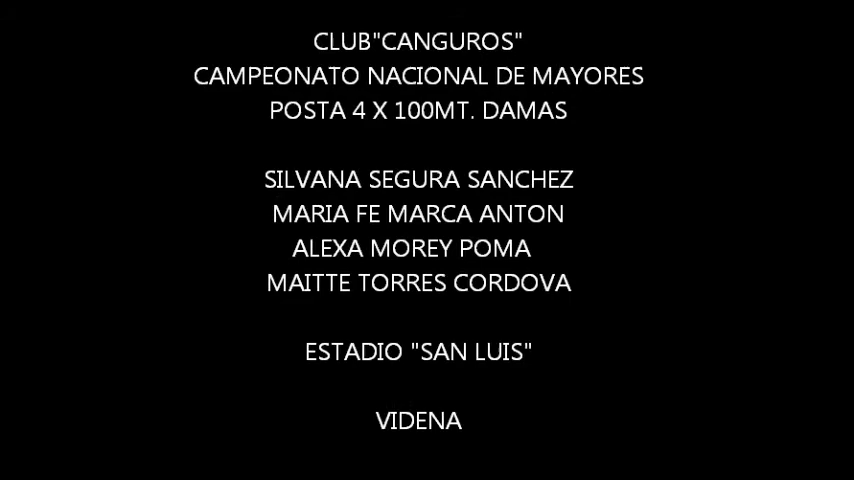 CLUB"CANGUROS"
CAMPEONATO NACIONAL DE MAYORES
POSTA 4 X 100MT. DAMAS
SILVANA SEGURA SANCHEZ
MARIA FE MARCA ANTON
ALEXA MOREY POMA
MAITTE TORRES CORDOVA
ESTADIO "SAN LUIS"
VIDENA